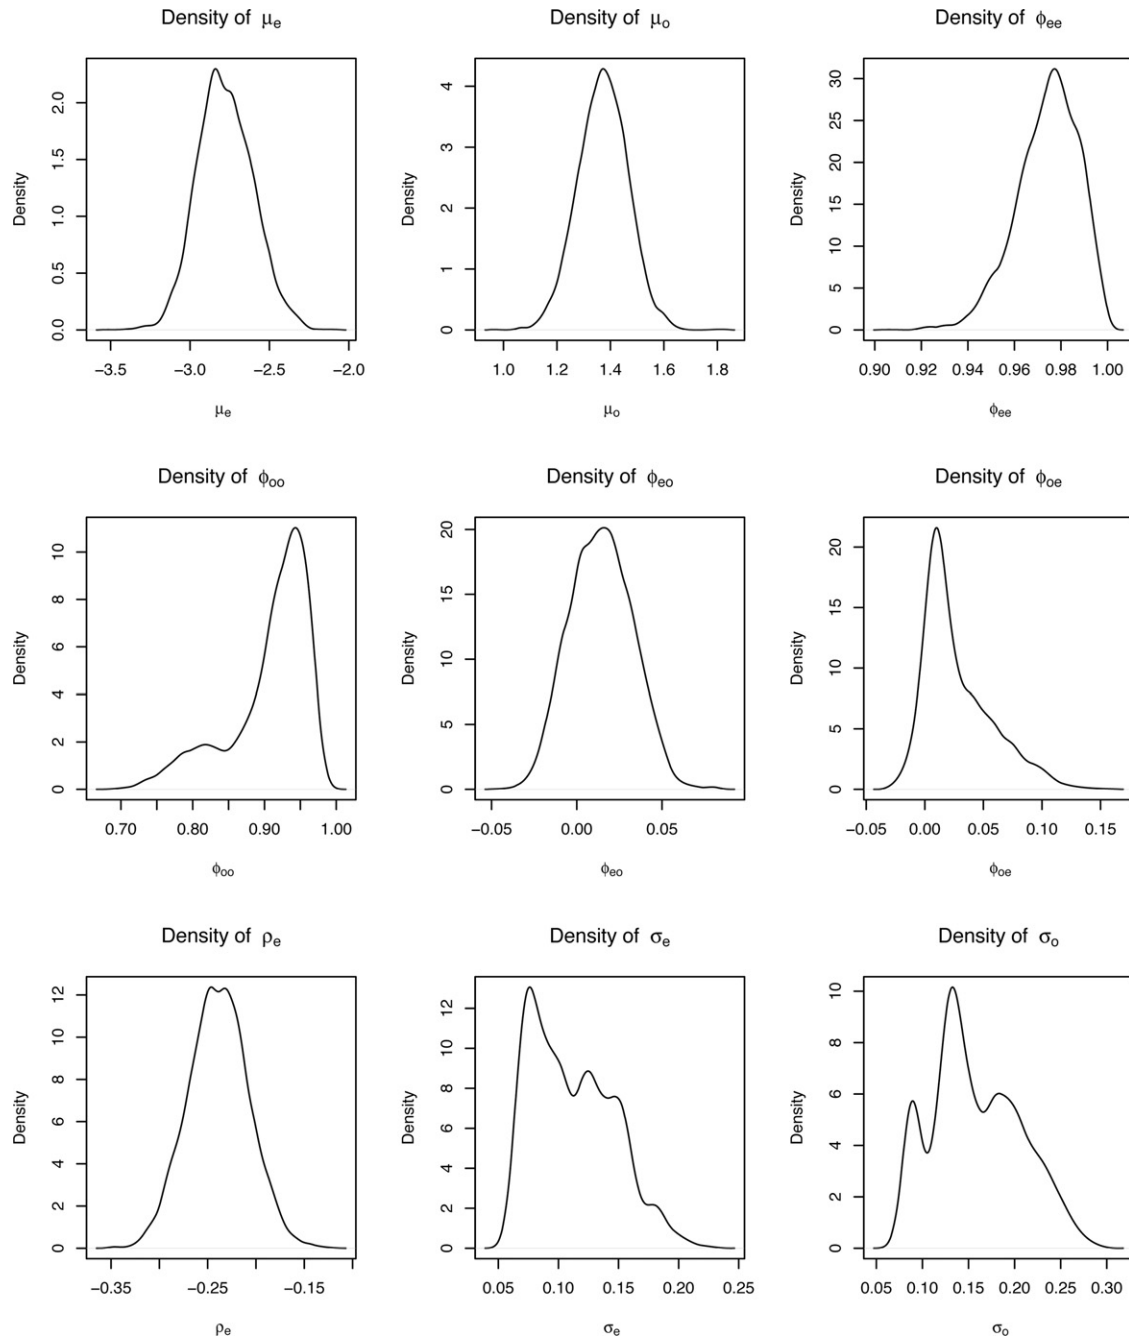 Density of μe
Density of μo
Density of φee
Density
0.0 0.5 1.0 1.5 2.0
−3.5 −3.0 −2.5 −2.0
μe
Density
0 1 2 3 4
1.0 1.2 1.4 1.6 1.8
μo
Density
0 5 10 15 20 25 30
0.90 0.92 0.94 0.96 0.98 1.00
φee
Density of φoo
Density of φeo
Density of φoe
Density
0 2 4 6 8 10
0.70 0.80 0.90 1.00
φoo
Density
0 5 10 15 20
−0.05 0.00 0.05
φeo
Density
0 5 10 15 20
−0.05 0.00 0.05 0.10 0.15
φoe
Density of ρe
Density of σe
Density of σo
Density
0 2 4 6 8 10 12
−0.35 −0.25 −0.15
ρe
Density
0 2 4 6 8 10 12
0.05 0.10 0.15 0.20 0.25
σe
Density
0 2 4 6 8 10
0.05 0.10 0.15 0.20 0.25 0.30
σo